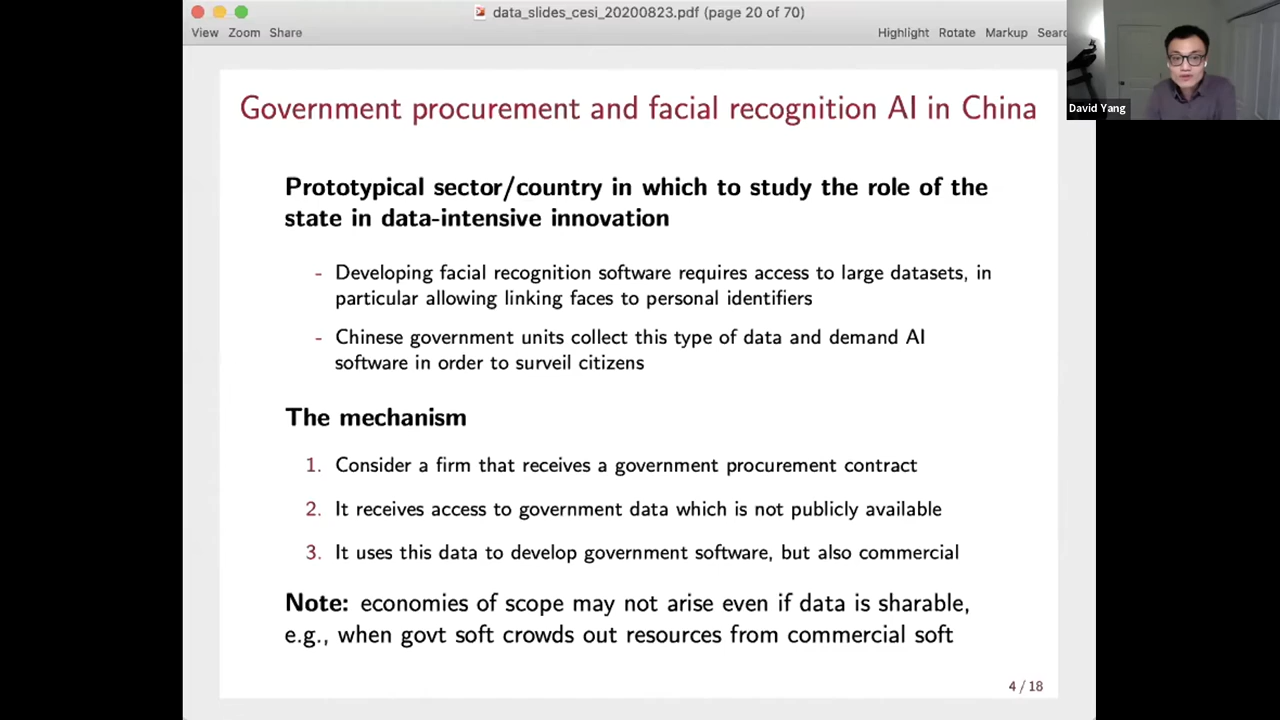 data_slides_cesi_20200823.pdf (page 20 of 70)
View Zoom Share
Highlight Rotate Markup
David Yang
Government procurement and facial recognition AI in China
Prototypical sector/country in which to study the role of the
state in data-intensive innovation
- Developing facial recognition software requires access to large datasets, in
particular allowing linking faces to personal identifiers
- Chinese government units collect this type of data and demand AI
software in order to surveil citizens
The mechanism
1. Consider a firm that receives a government procurement contract
2. It receives access to government data which is not publicly available
3. It uses this data to develop government software, but also commercial
Note: economies of scope may not arise even if data is sharable,
e.g., when govt soft crowds out resources from commercial soft
4 / 18